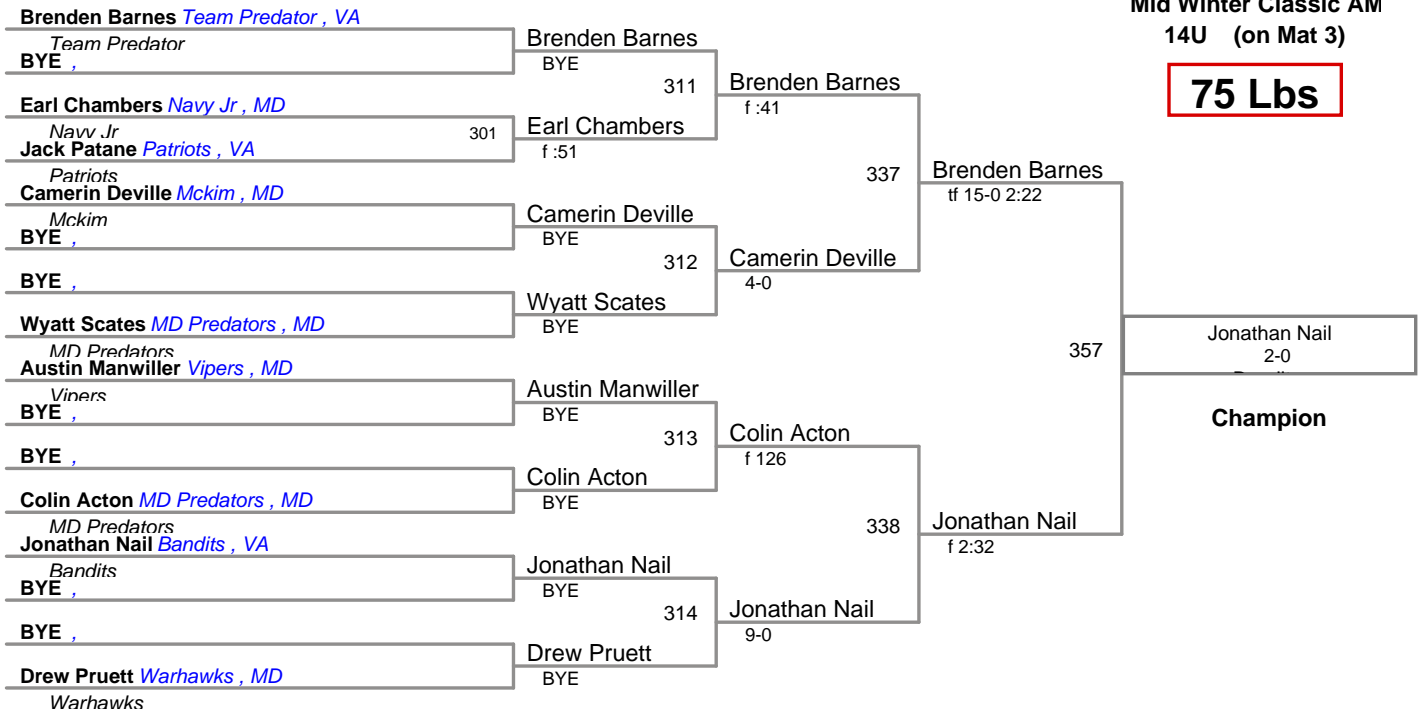 Mid Winter Classic AM
14U (on Mat 3)
75 Lbs
Brenden Barnes Team Predator , VA
Team Predator
BYE ,
Earl Chambers Navy Jr , MD
Navy Jr
Jack Patane Patriots , VA
Patriots
Camerin Deville Mckim , MD
Mckim
BYE ,
BYE ,
Wyatt Scates MD Predators , MD
MD Predators
Austin Manwiller Vipers , MD
Vipers
BYE ,
BYE ,
Colin Acton MD Predators , MD
MD Predators
Jonathan Nail Bandits , VA
Bandits
BYE ,
BYE ,
Drew Pruett Warhawks , MD
Warhawks
301
Brenden Barnes
BYE
Earl Chambers
f :51
Camerin Deville
BYE
Wyatt Scates
BYE
Austin Manwiller
BYE
Colin Acton
BYE
Jonathan Nail
BYE
Drew Pruett
BYE
311
312
313
314
Brenden Barnes
f :41
Camerin Deville
4-0
Colin Acton
f 126
Jonathan Nail
9-0
337
338
Brenden Barnes
tf 15-0 2:22
Jonathan Nail
f 2:32
357
Jonathan Nail
2-0
Champion